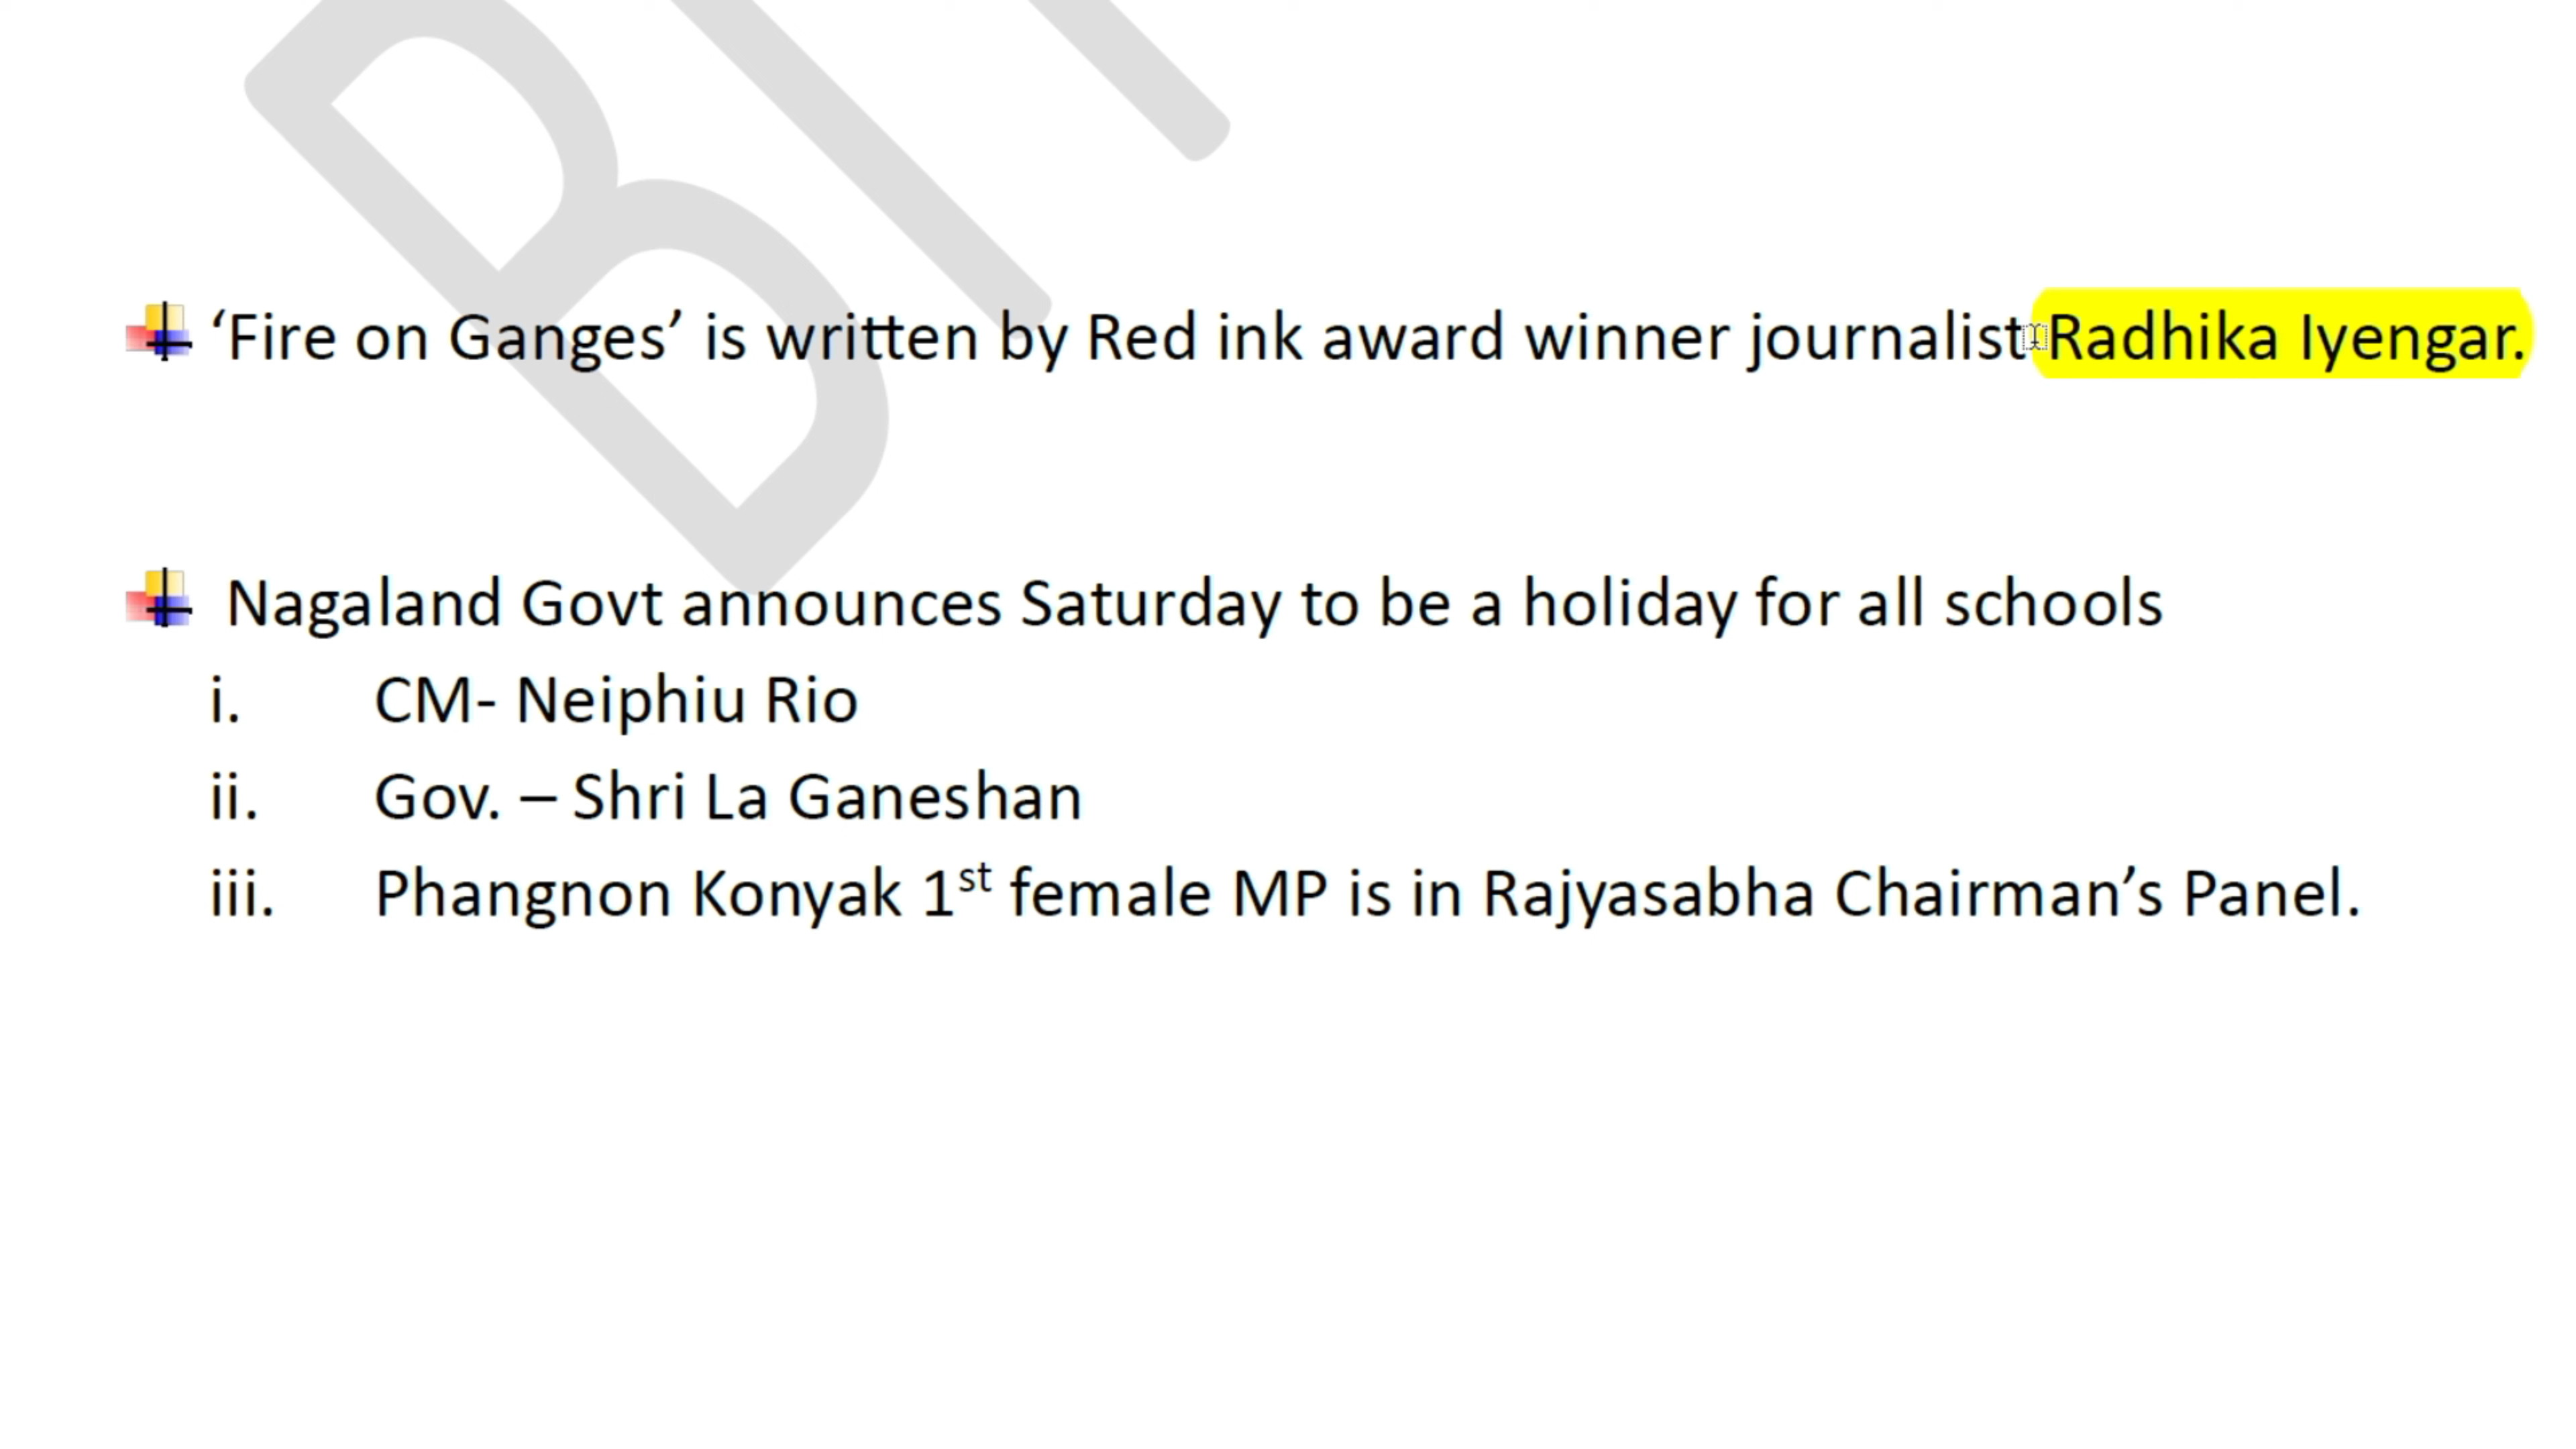 ‘Fire on Ganges’ is written by Red ink award winner journalist Radhika Iyengar.
Nagaland Govt announces Saturday to be a holiday for all schools
i. CM- Neiphiu Rio
ii. Gov. – Shri La Ganeshan
iii. Phangnon Konyak 1st female MP is in Rajyasabha Chairman’s Panel.